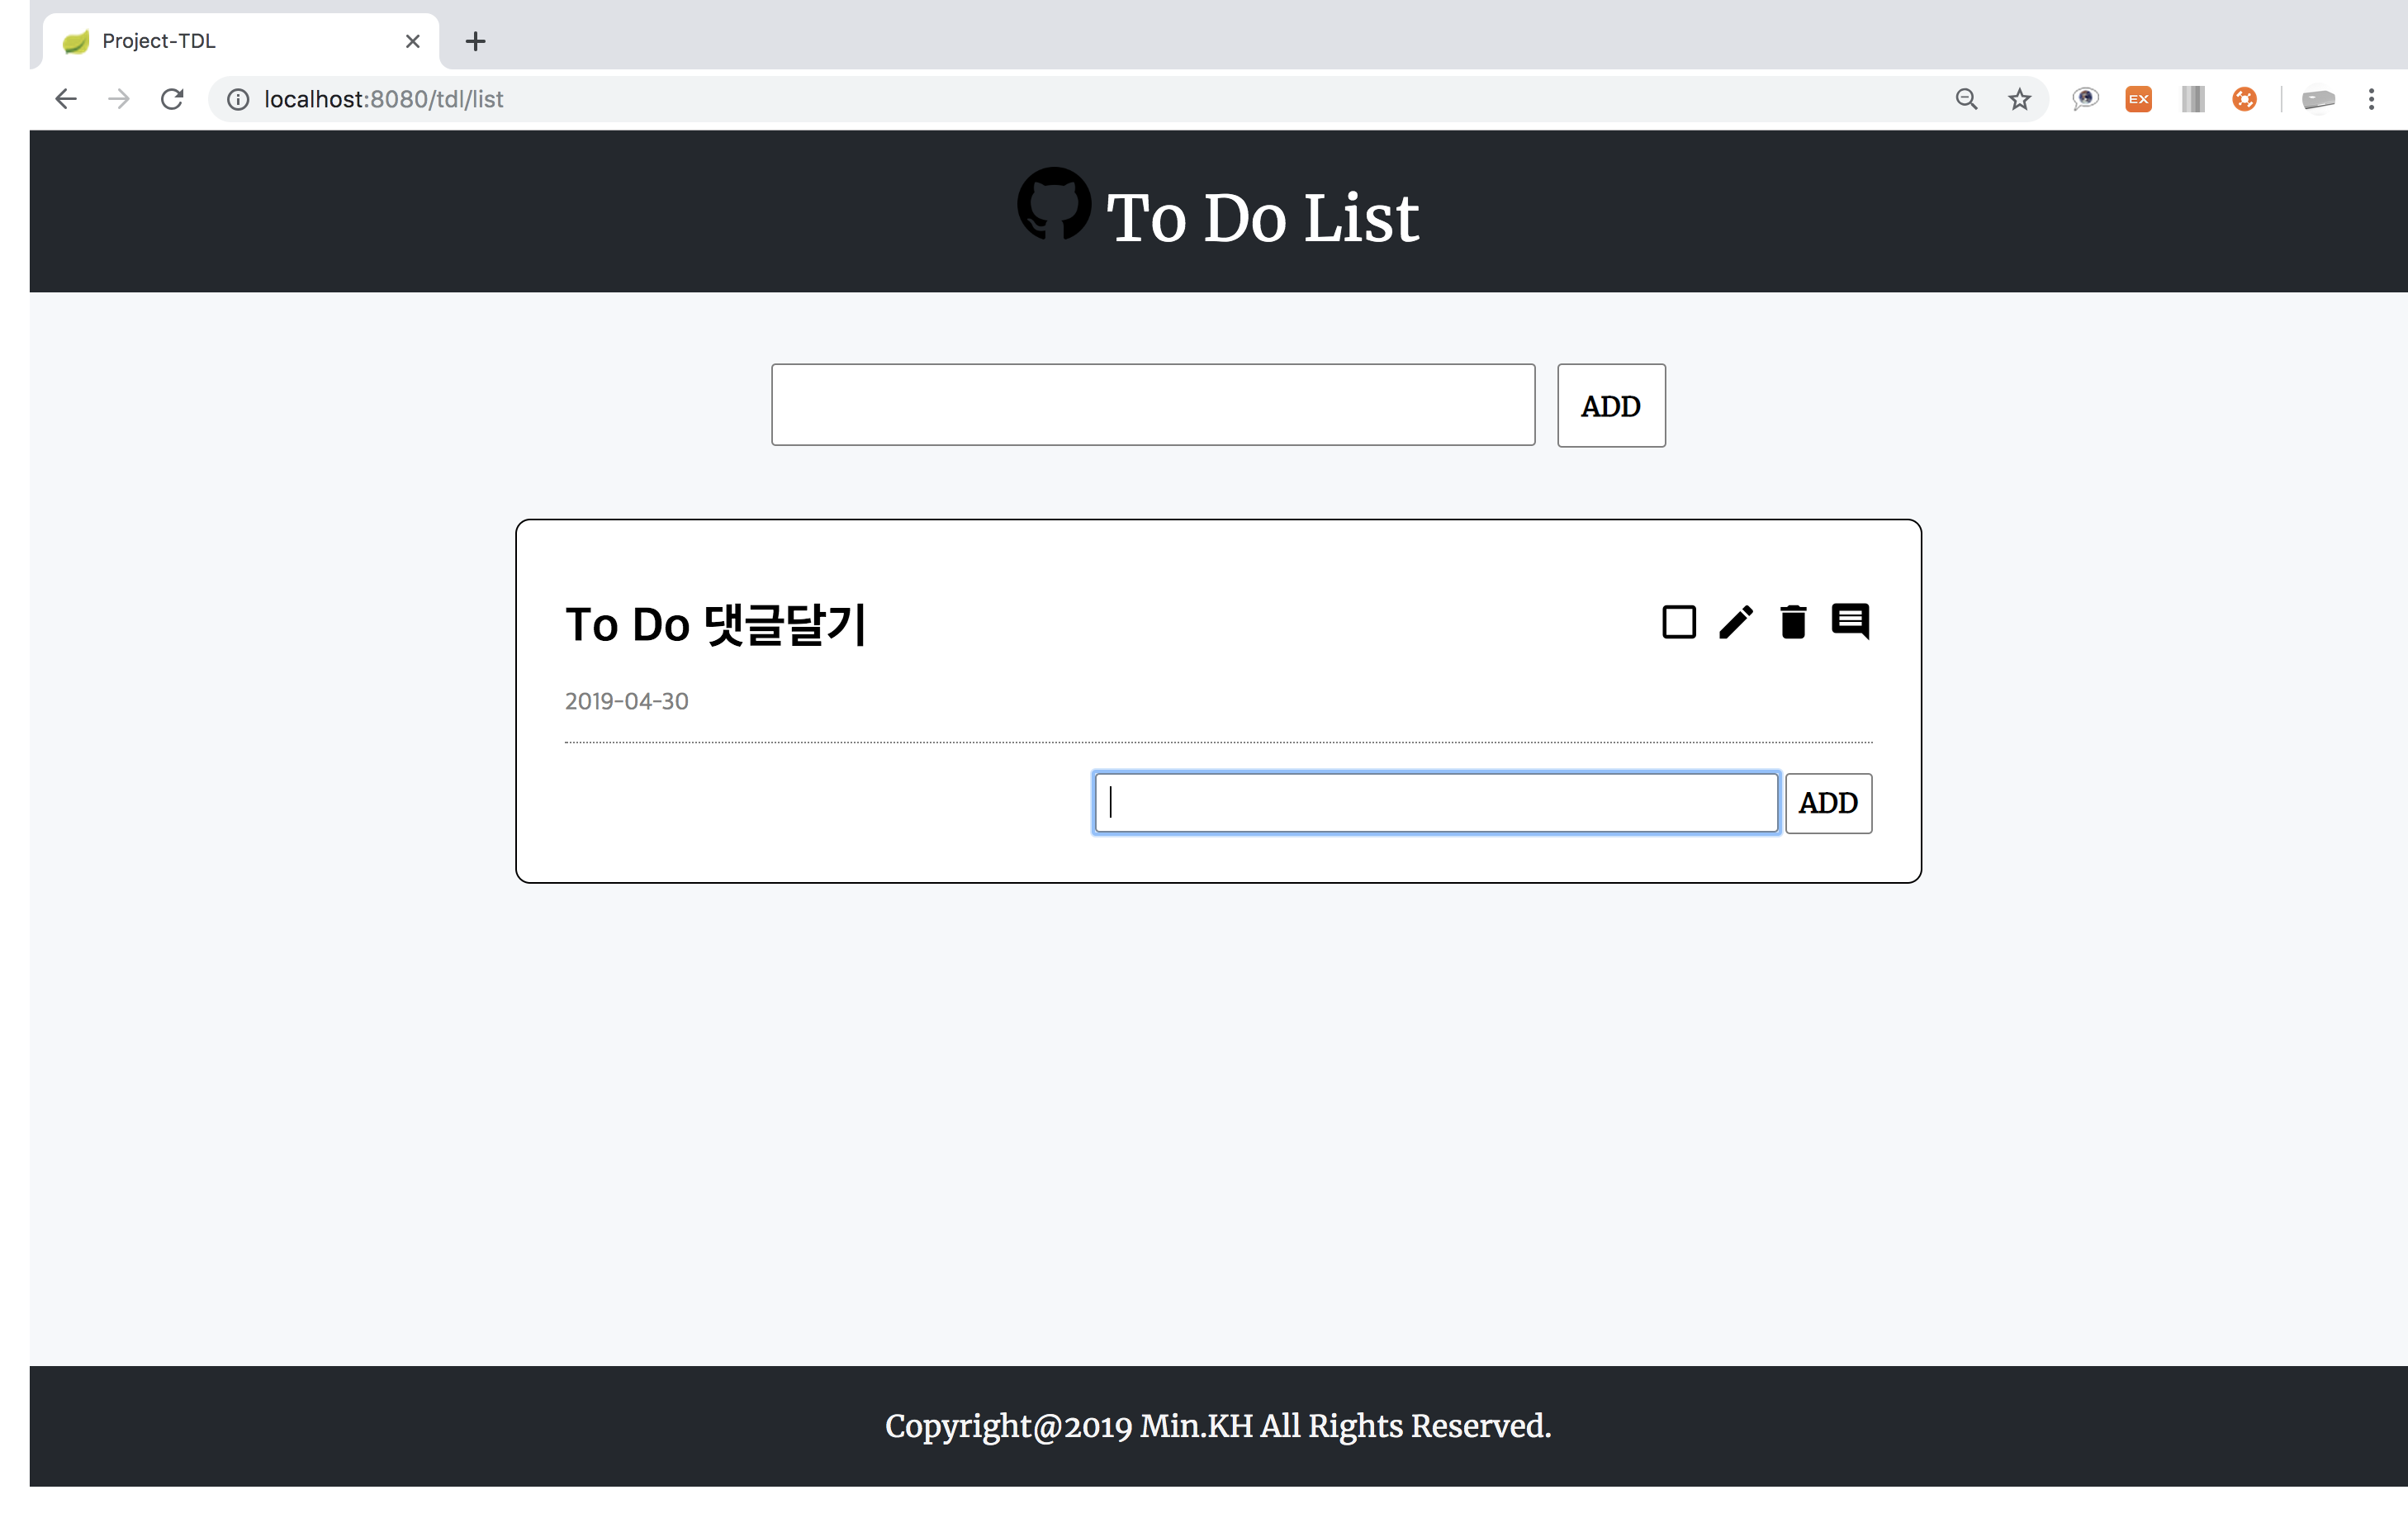 Project-TDL
localhost:8080/tdl/list
EX
To Do List
ADD
To Do 댓글달기
2019-04-30
ADD
Copyright@2019 Min.KH All Rights Reserved.